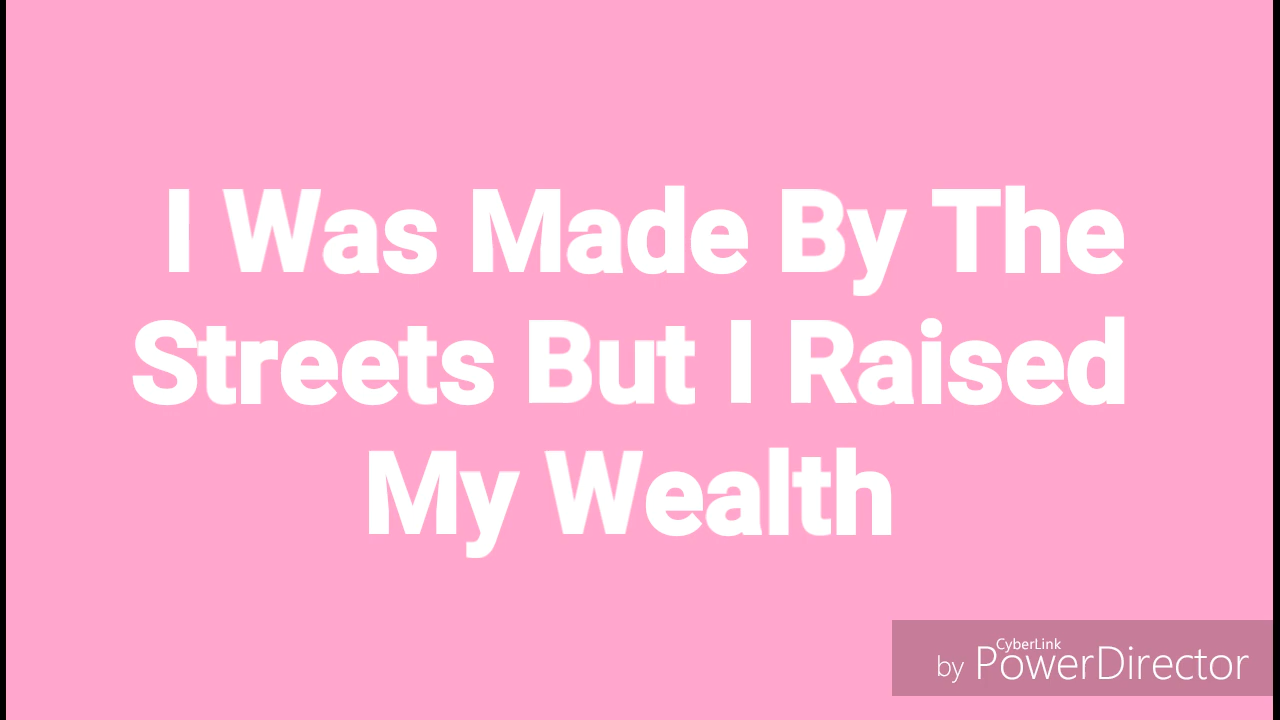 I Was Made By The
Streets But I Raised
My Wealth
CyberLink
by PowerDirector